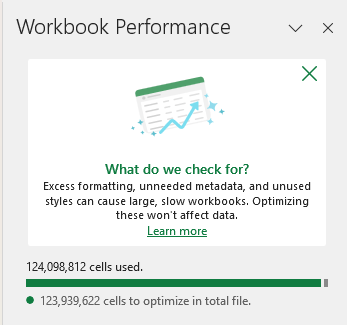 Workbook Performance
What do we check for?
Excess formatting, unneeded metadata, and unused
styles can cause large, slow workbooks. Optimizing
these won't affect data.
Learn more
124,098,812 cells used.
123,939,622 cells to optimize in total file.